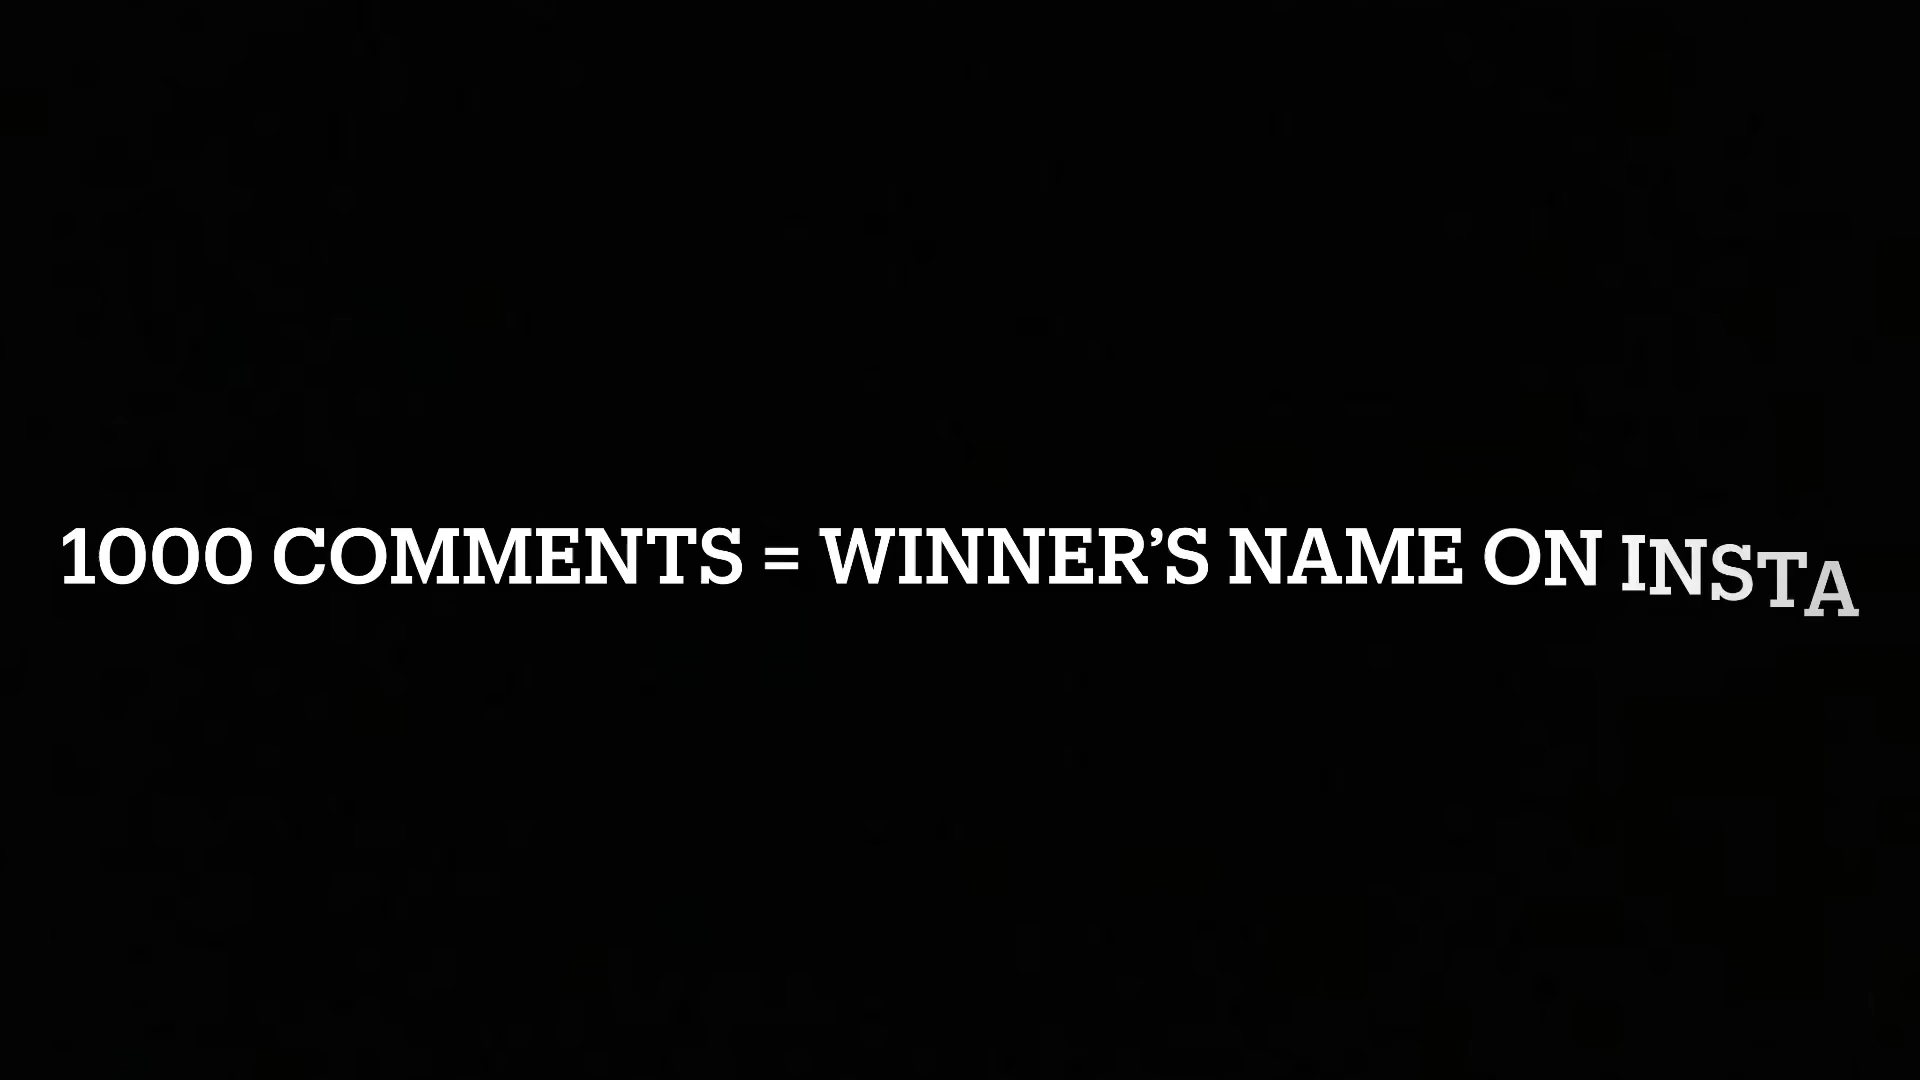 1000 COMMENTS = WINNER’S NAME ON INSTA